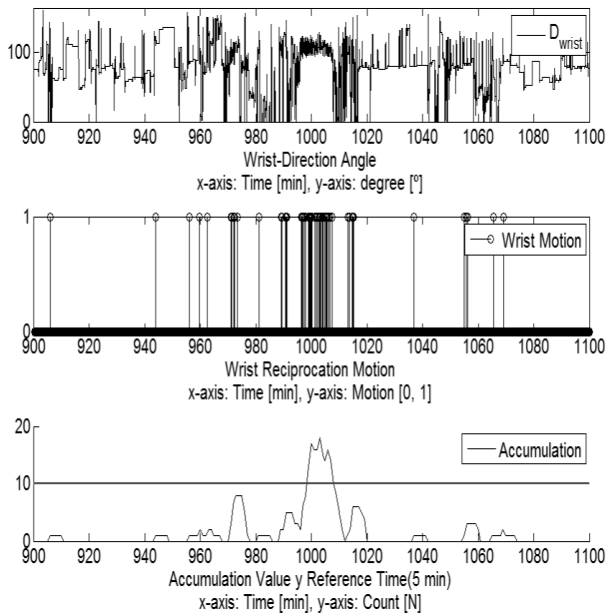 100
0
D wrist
900 920 940 960 980 1000 1020 1040 1060 1080 1100
Wrist-Direction Angle
x-axis: Time [min], y-axis: degree [º]
1
0
Wrist Motion
900 920 940 960 980 1000 1020 1040 1060 1080 1100
Wrist Reciprocation Motion
x-axis: Time [min], y-axis: Motion [0, 1]
20
10
0
Accumulation
900 920 940 960 980 1000 1020 1040 1060 1080 1100
Accumulation Value y Reference Time(5 min)
x-axis: Time [min], y-axis: Count [N]